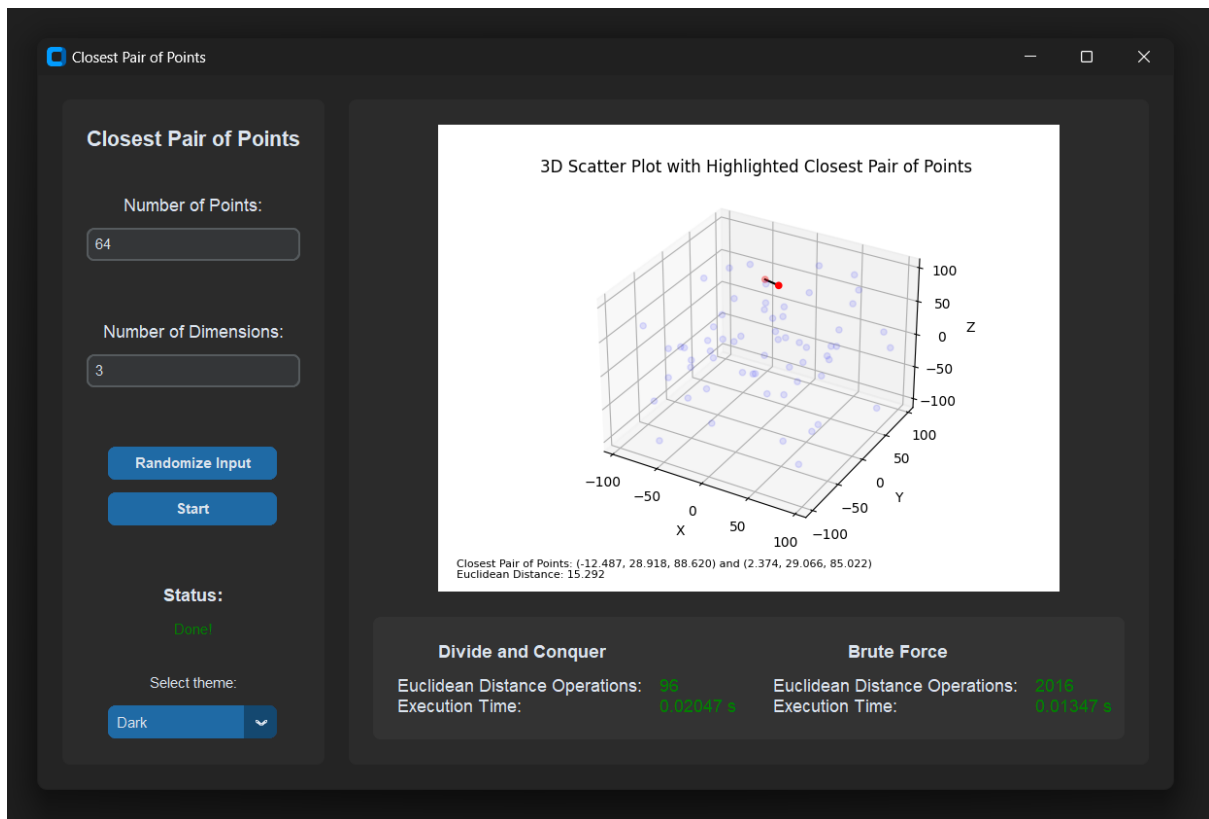 Closest Pair of Points
Closest Pair of Points
Number of Points:
64
Number of Dimensions:
3
Randomize Input
Start
Status:
Done!
Select theme:
Dark
3D Scatter Plot with Highlighted Closest Pair of Points
100
50
0
−50
−100
Z
100
50
0
−50
−100
Y
−100
−50
0
50
100
X
Closest Pair of Points: (-12.487, 28.918, 88.620) and (2.374, 29.066, 85.022)
Euclidean Distance: 15.292
Divide and Conquer
Euclidean Distance Operations: 96
Execution Time: 0.02047 s
Brute Force
Euclidean Distance Operations: 2016
Execution Time: 0.01347 s